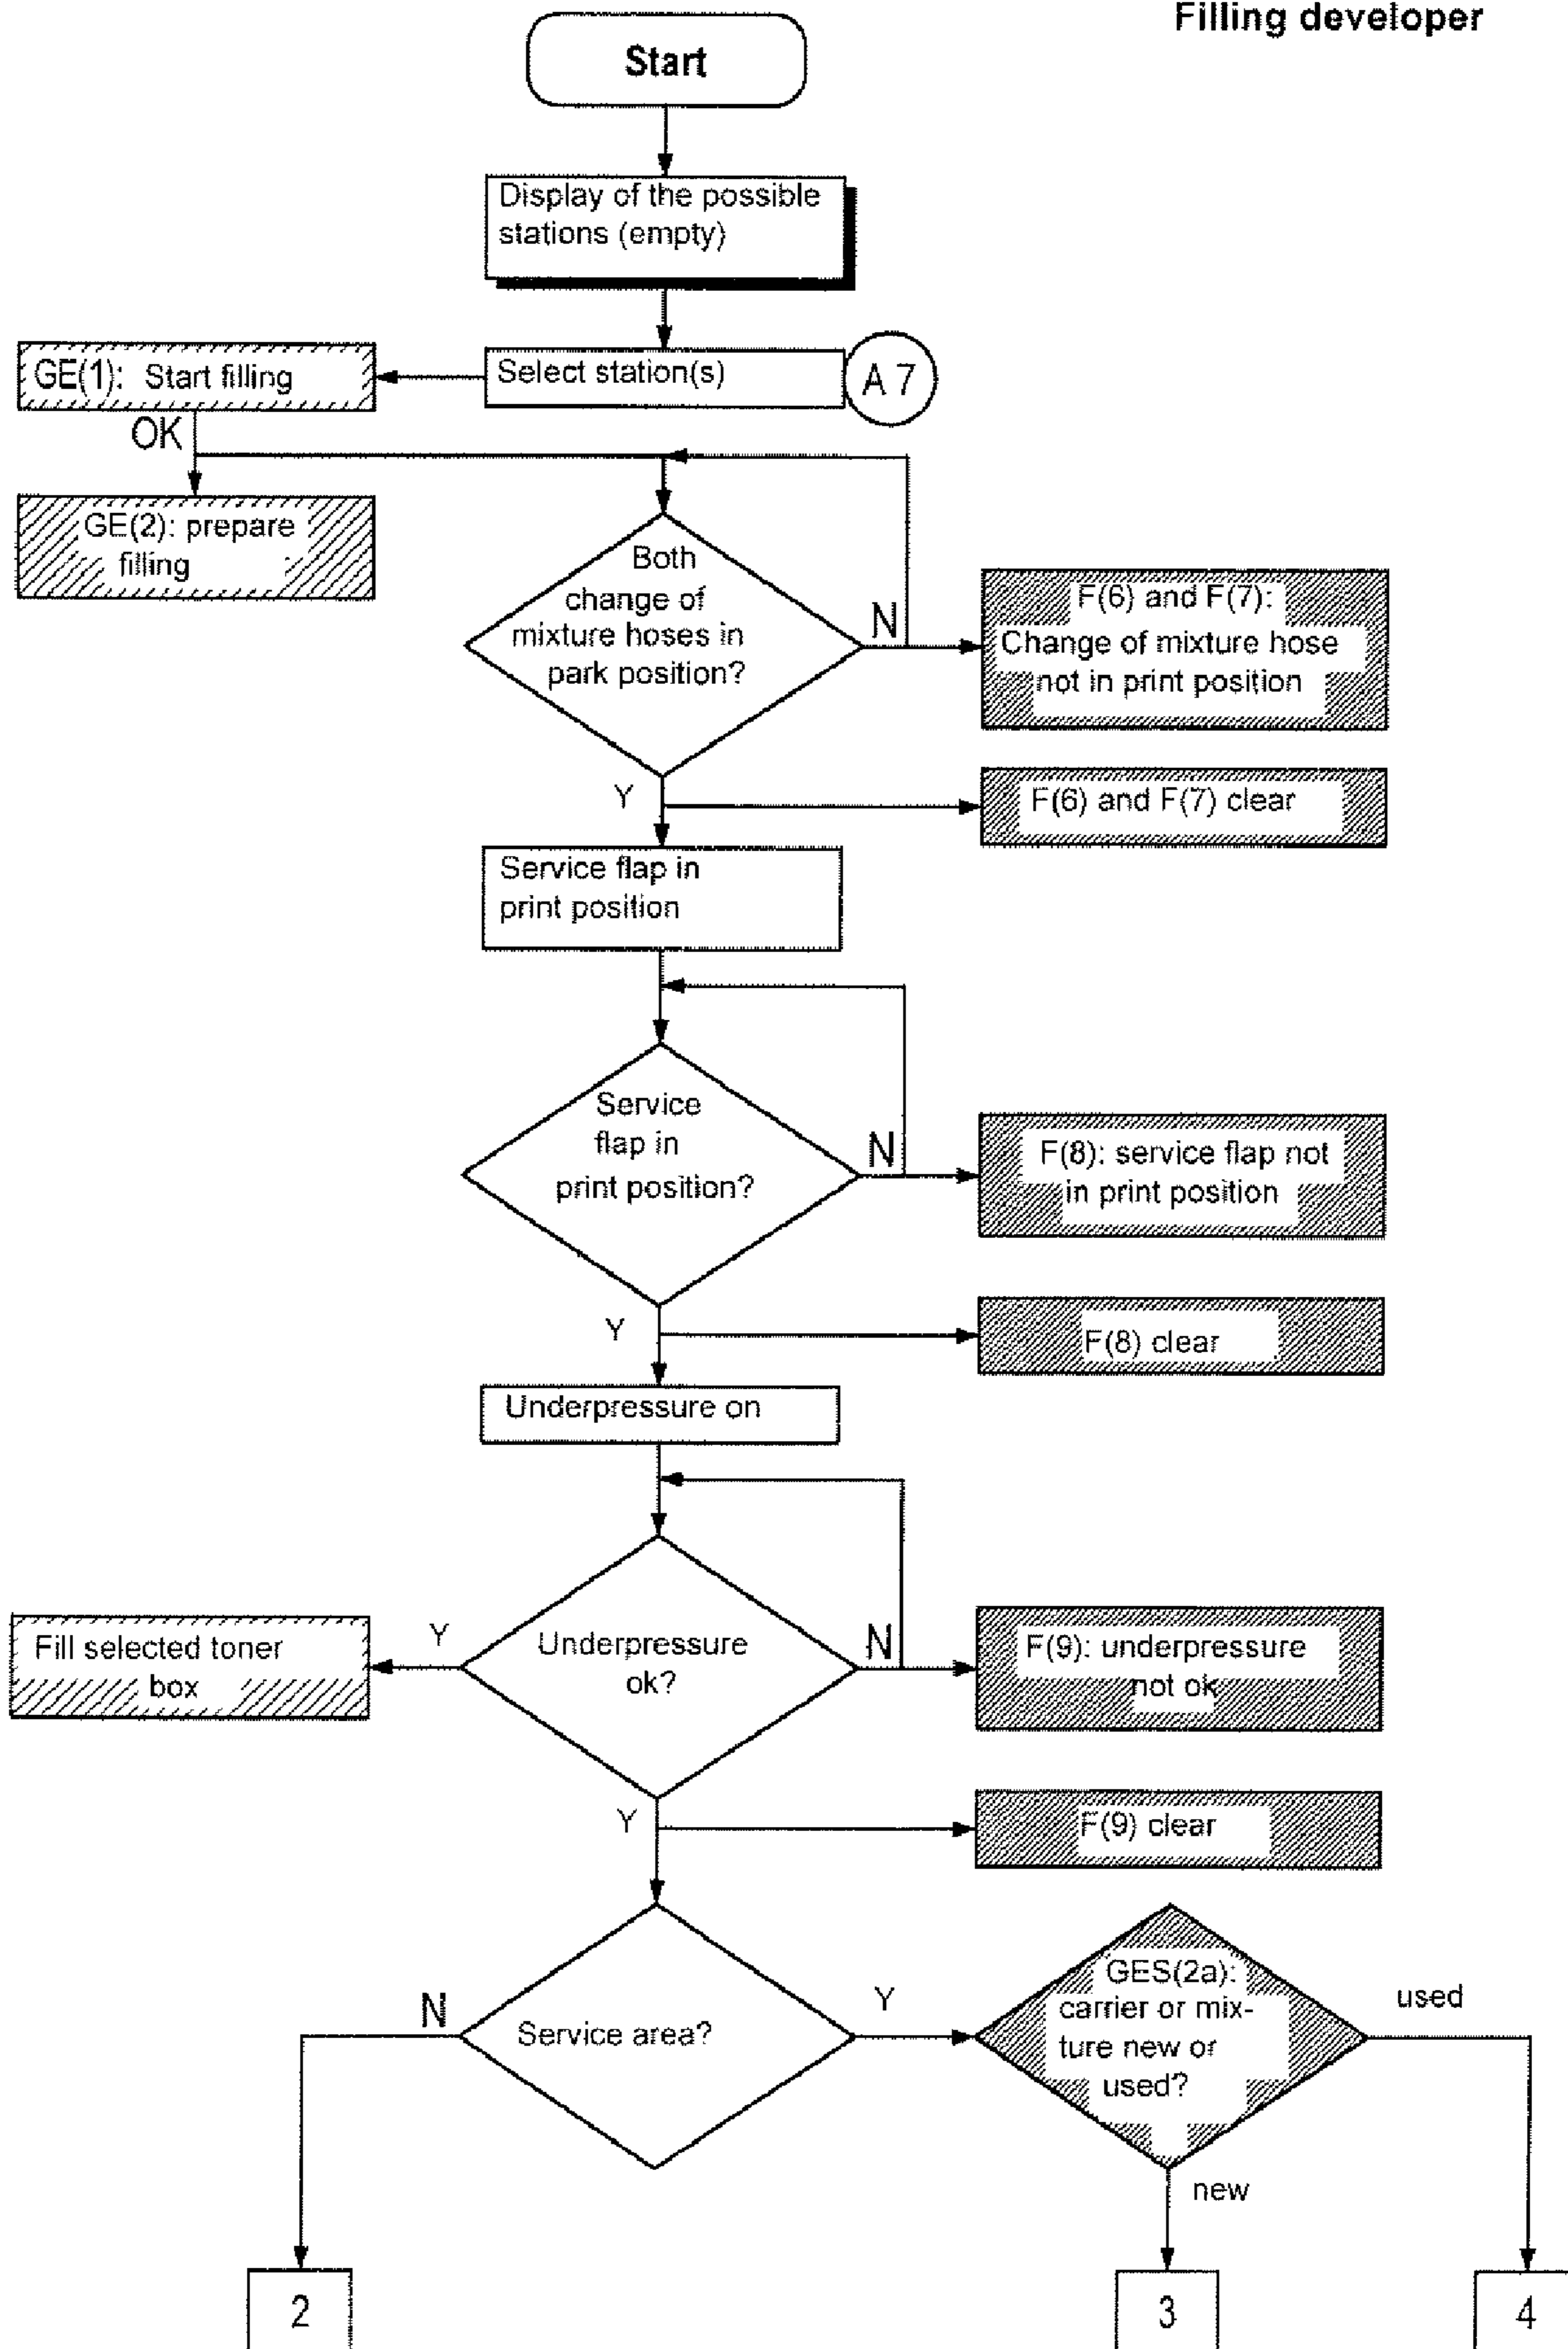 Filling developer
Start
Display of the possible
stations (empty)
GE(1): Start filling
Select station(s)
A 7
OK
GE(2): prepare
filling
Both
change of
mixture hoses in
park position?
N
F(6) and F(7):
Change of mixture hose
not in print position
Y
F(6) and F(7) clear
Service flap in
print position
Service
flap in
print position?
N
F(8): service flap not
in print position
Y
F(8) clear
Underpressure on
Fill selected toner
box
Y
Underpressure
ok?
N
F(9): underpressure
not ok
Y
F(9) clear
N
Service area?
Y
GES(2a):
carrier or mix-
ture new or
used?
used
new
2
3
4